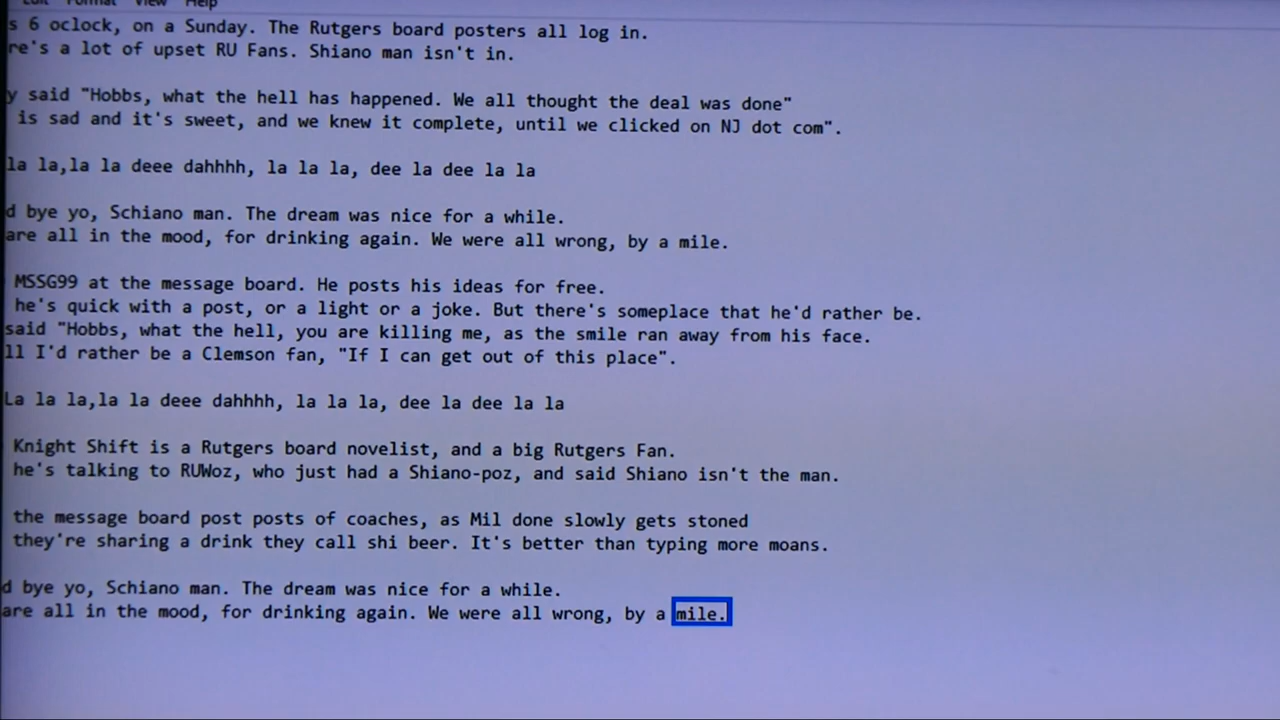 Edit Format View Help
s 6 oclock, on a Sunday. The Rutgers board posters all log in.
re's a lot of upset RU Fans. Shiano man isn't in.
y said "Hobbs, what the hell has happened. We all thought the deal was done"
is sad and it's sweet, and we knew it complete, until we clicked on NJ dot com".
la la,la la deee dahhhh, la la la, dee la dee la la
d bye yo, Schiano man. The dream was nice for a while.
are all in the mood, for drinking again. We were all wrong, by a mile.
MSSG99 at the message board. He posts his ideas for free.
he's quick with a post, or a light or a joke. But there's someplace that he'd rather be.
said "Hobbs, what the hell, you are killing me, as the smile ran away from his face.
ll I'd rather be a Clemson fan, "If I can get out of this place".
La la la,la la deee dahhhh, la la la, dee la dee la la
Knight Shift is a Rutgers board novelist, and a big Rutgers Fan.
he's talking to RUWoz, who just had a Shiano-poz, and said Shiano isn't the man.
the message board post posts of coaches, as Mil done slowly gets stoned
they're sharing a drink they call shi beer. It's better than typing more moans.
d bye yo, Schiano man. The dream was nice for a while.
are all in the mood, for drinking again. We were all wrong, by a mile.